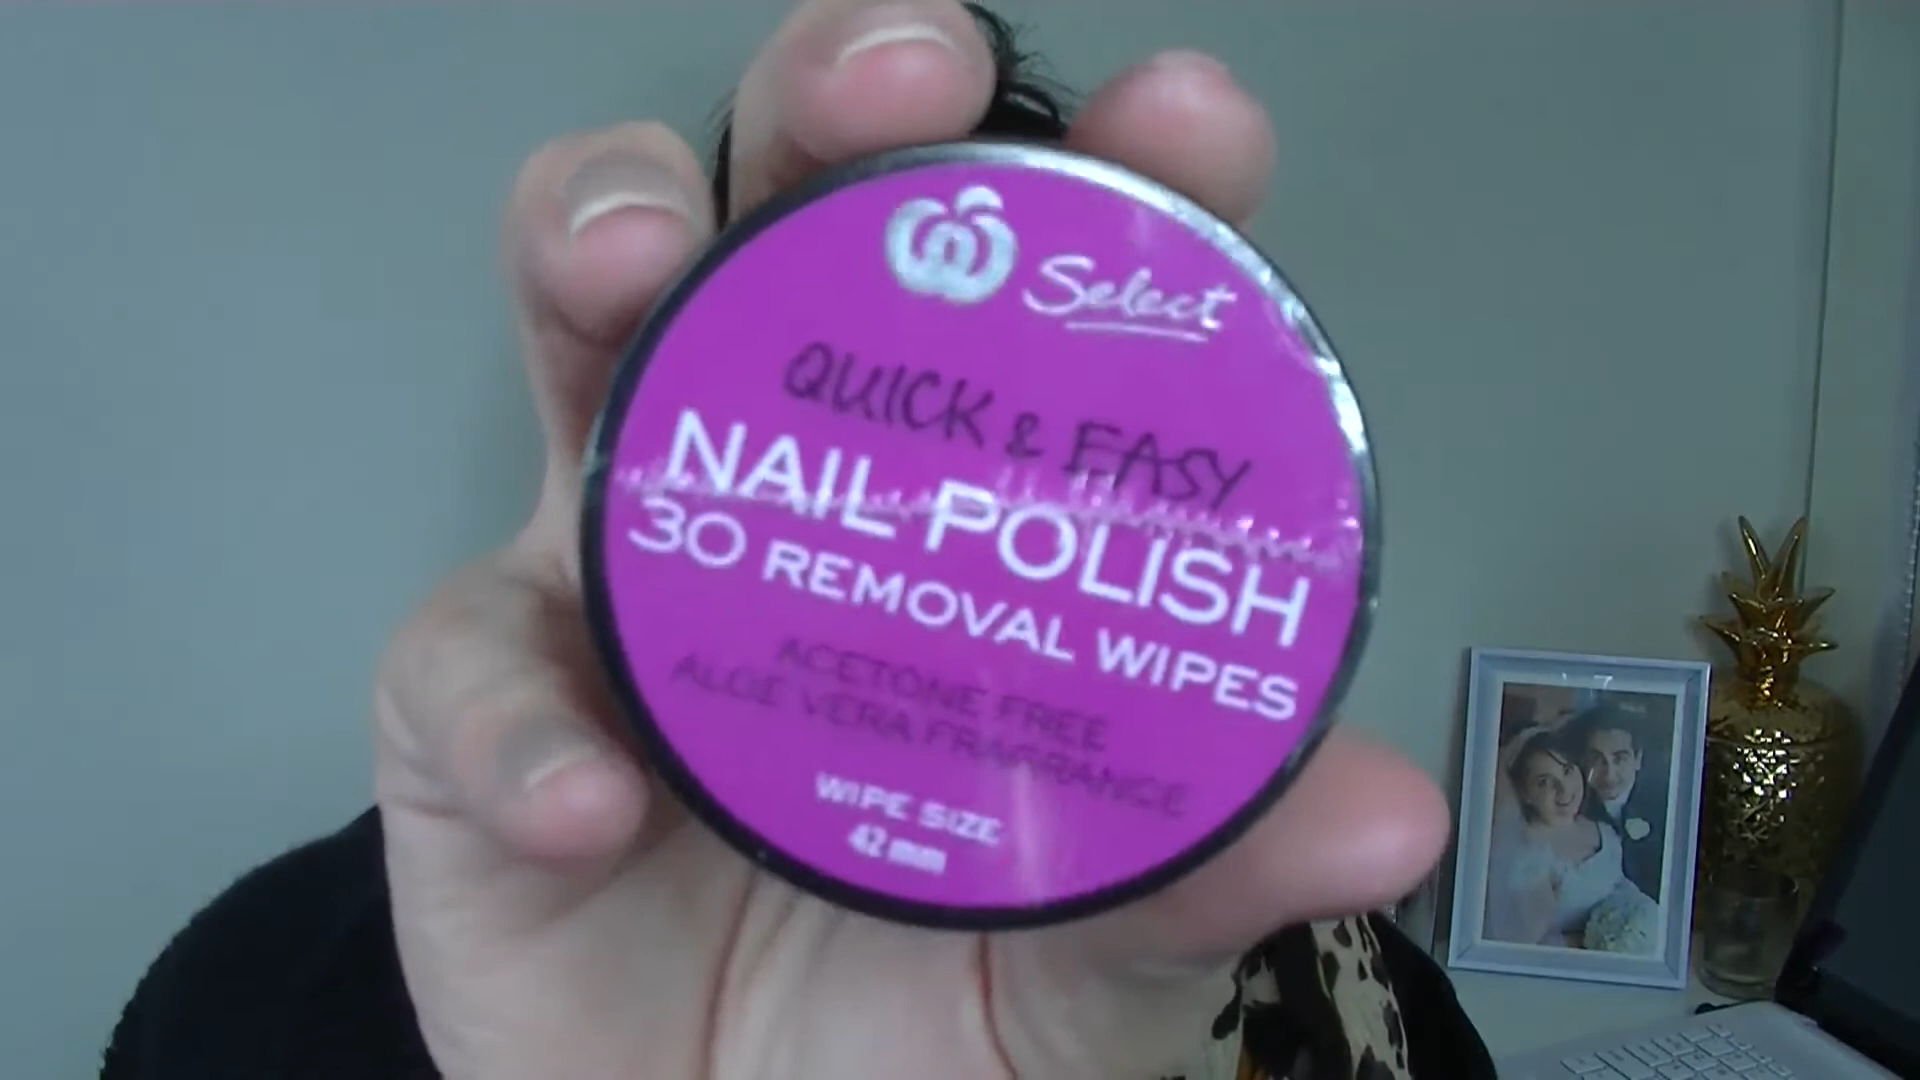 Select
QUICK & EASY
NAIL POLISH
30 REMOVAL WIPES
ACETONE FREE
ALOE VERA FRAGRANCE
WIPE SIZE
42 mm